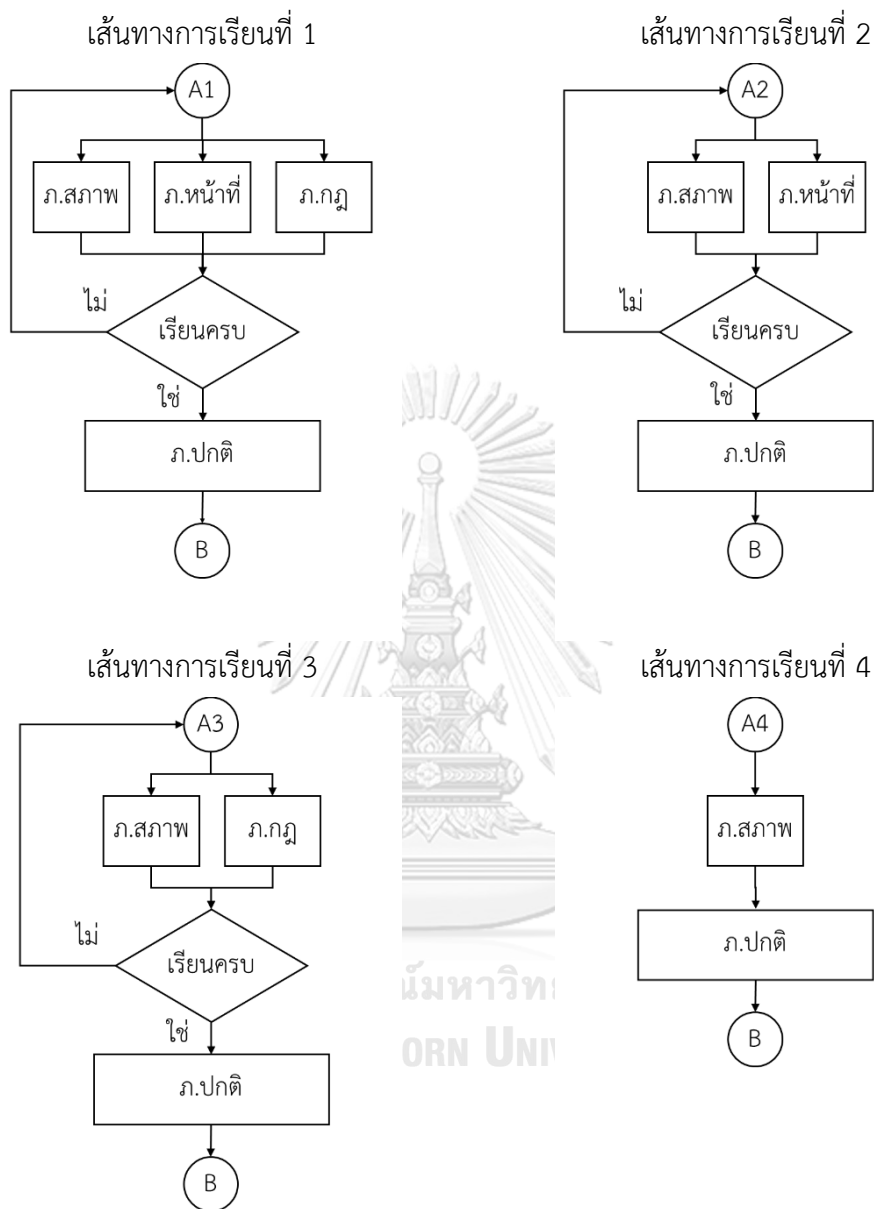 เส้นทางการเรียนที่ 1
A1
ภ.สภาพ ภ.หน้าที่ ภ.กฎ
ไม่
เรียนครบ
ใช่
ภ.ปกติ
B
เส้นทางการเรียนที่ 2
A2
ภ.สภาพ ภ.หน้าที่
ไม่
เรียนครบ
ใช่
ภ.ปกติ
B
เส้นทางการเรียนที่ 3
A3
ภ.สภาพ ภ.กฎ
ไม่
เรียนครบ
ใช่
ภ.ปกติ
B
เส้นทางการเรียนที่ 4
A4
ภ.สภาพ
ภ.ปกติ
B